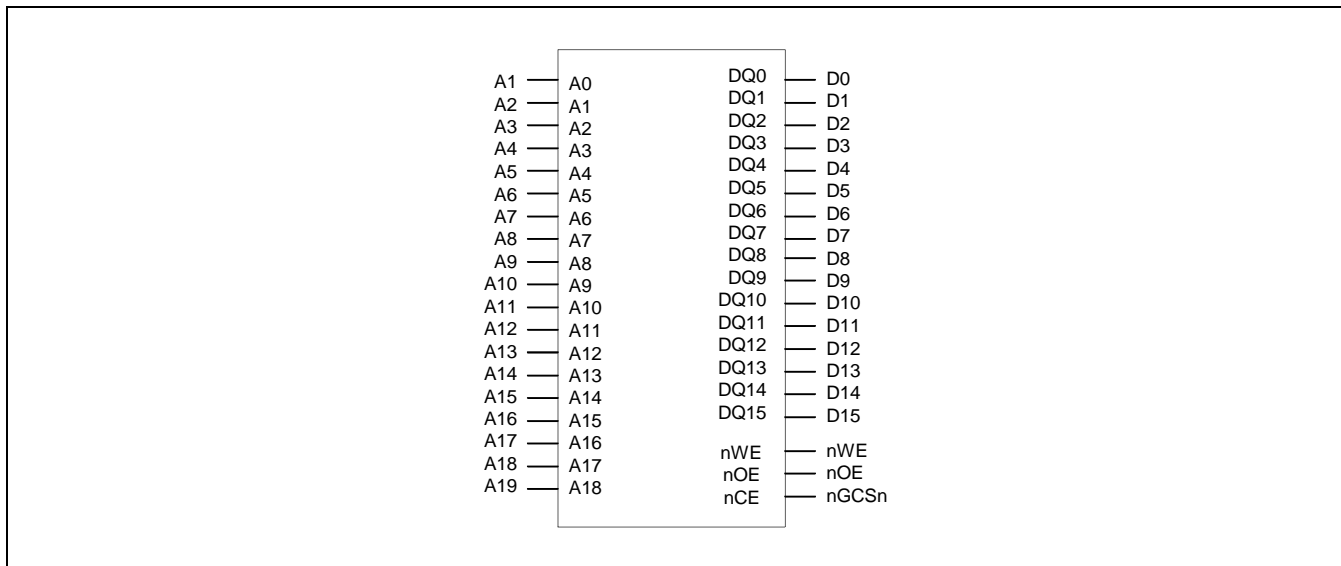 A1 A0 DQ0 D0
A2 A1 DQ1 D1
A3 A2 DQ2 D2
A4 A3 DQ3 D3
A5 A4 DQ4 D4
A6 A5 DQ5 D5
A7 A6 DQ6 D6
A8 A7 DQ7 D7
A9 A8 DQ8 D8
A10 A9 DQ9 D9
A11 A10 DQ10 D10
A12 A11 DQ11 D11
A13 A12 DQ12 D12
A14 A13 DQ13 D13
A15 A14 DQ14 D14
A16 A15 DQ15 D15
A17 A16 nWE nWE
A18 A17 nOE nOE
A19 A18 nCE nGCSn